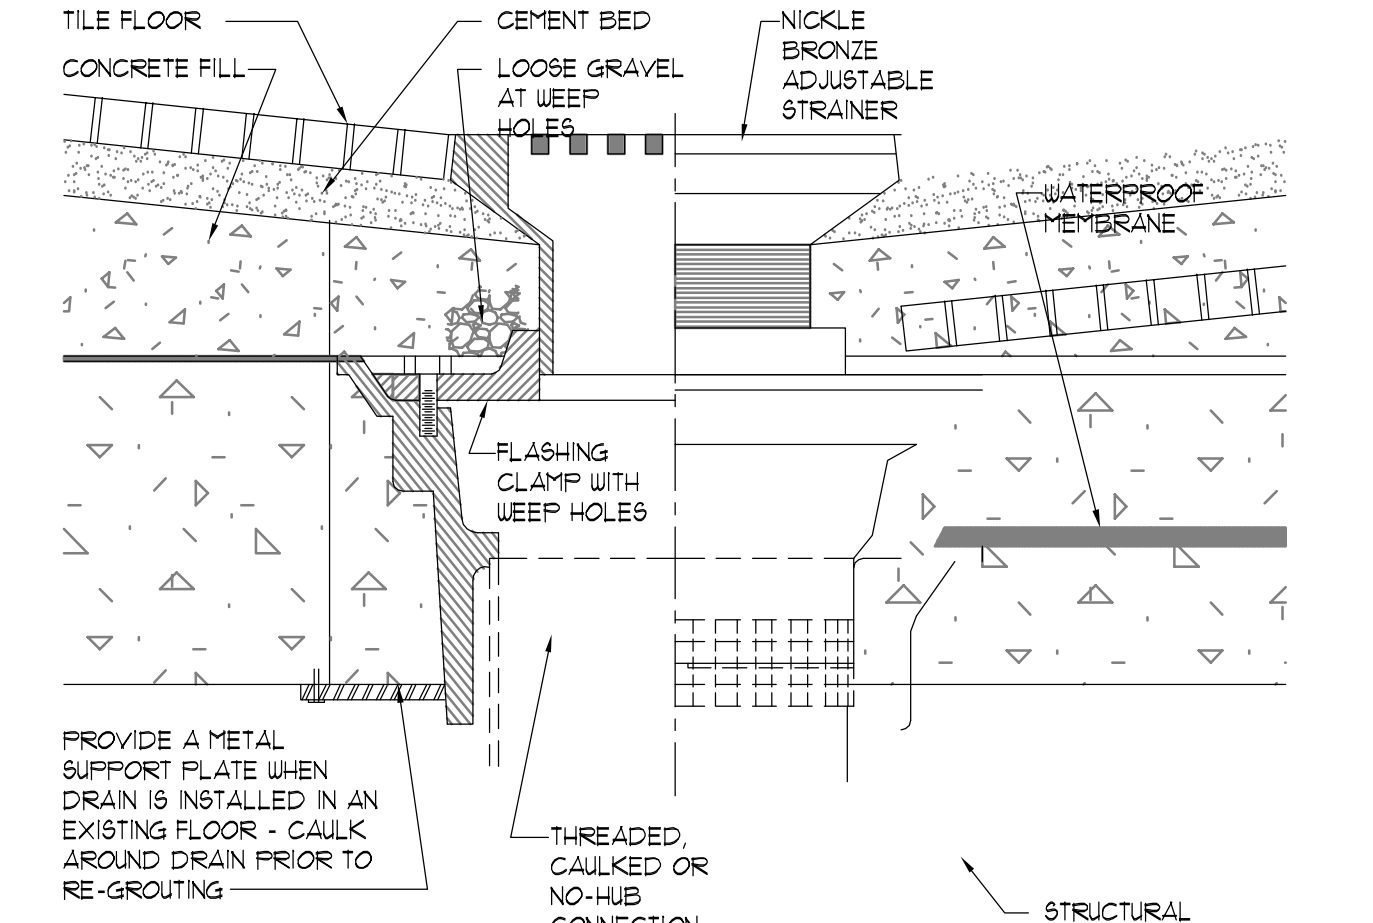 TILE FLOOR
CONCRETE FILL
CEMENT BED
LOOSE GRAVEL
AT WEEP
HOLES
NICKLE
BRONZE
ADJUSTABLE
STRAINER
WATERPROOF
MEMBRANE
FLASHING
CLAMP WITH
WEEP HOLES
PROVIDE A METAL
SUPPORT PLATE WHEN
DRAIN IS INSTALLED IN AN
EXISTING FLOOR - CAULK
AROUND DRAIN PRIOR TO
RE-GROUTING
THREADED,
CAULKED OR
NO-HUB
CONNECTION
STRUCTURAL